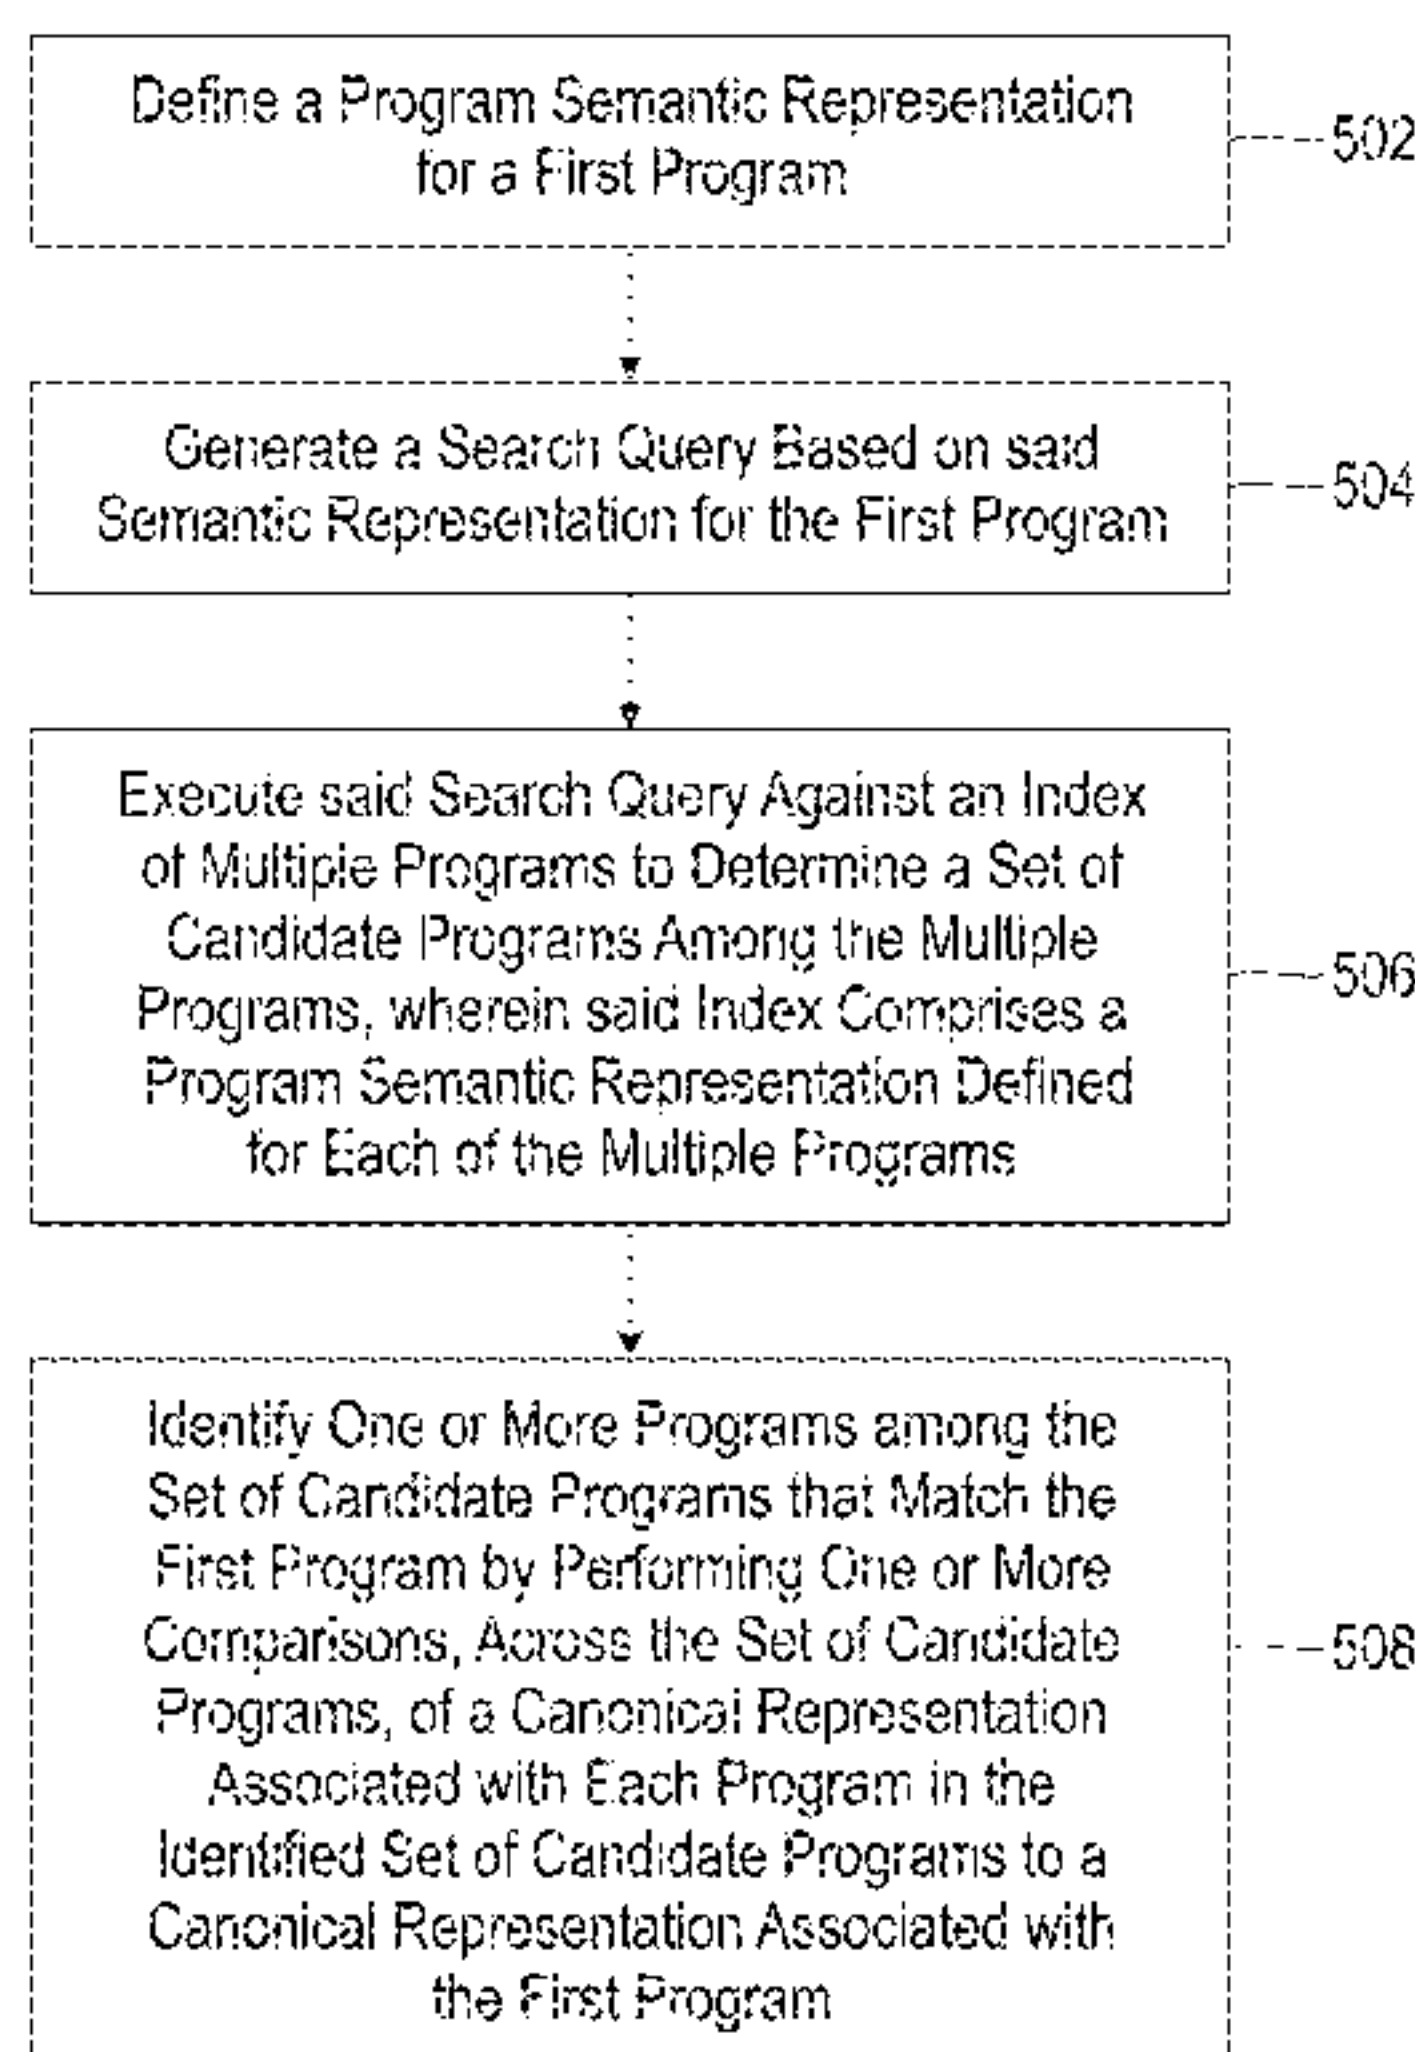 Define a Program Semantic Representation
for a First Program
502
Generate a Search Query Based on said
Semantic Representation for the First Program
504
Execute said Search Query Against an Index
of Multiple Programs to Determine a Set of
Candidate Programs Among the Multiple
Programs, wherein said Index Comprises a
Program Semantic Representation Defined
for Each of the Multiple Programs
506
Identify One or More Programs among the
Set of Candidate Programs that Match the
First Program by Performing One or More
Comparisons, Across the Set of Candidate
Programs, of a Canonical Representation
Associated with Each Program in the
Identified Set of Candidate Programs to a
Canonical Representation Associated with
the First Program
508